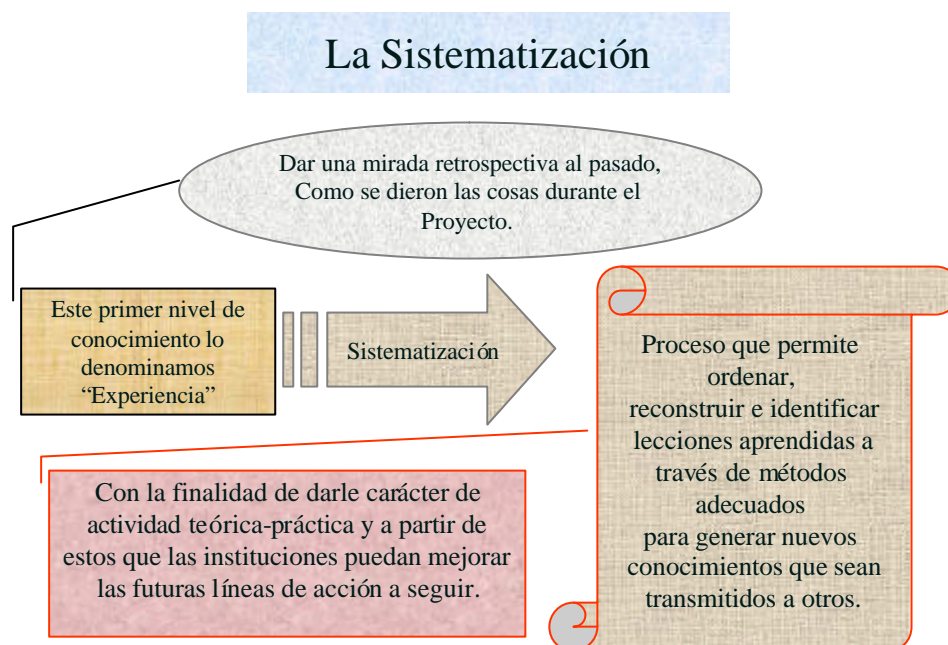 La Sistematización
Dar una mirada retrospectiva al pasado,
Como se dieron las cosas durante el
Proyecto.
Este primer nivel de
conocimiento lo
denominamos
“Experiencia”
Sistematización
Proceso que permite
ordenar,
reconstruir e identificar
lecciones aprendidas a
través de métodos
adecuados
para generar nuevos
conocimientos que sean
transmitidos a otros.
Con la finalidad de darle carácter de
actividad teórica-práctica y a partir de
estos que las instituciones puedan mejorar
las futuras líneas de acción a seguir.